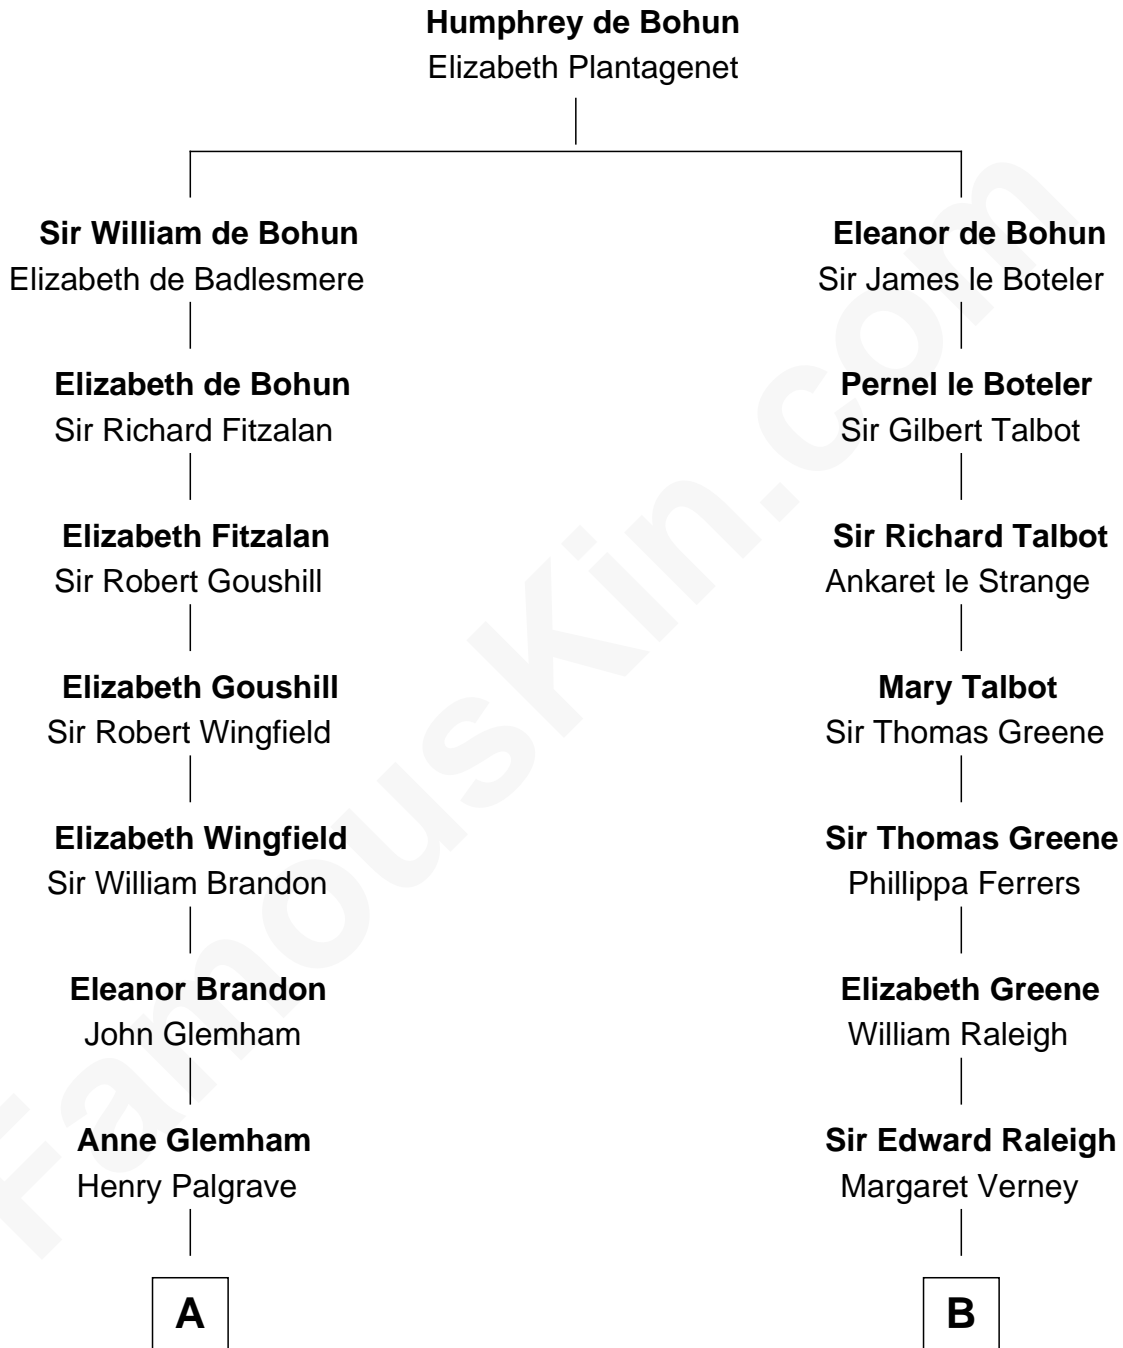 Humphrey de Bohun
Elizabeth Plantagenet
Sir William de Bohun
Elizabeth de Badlesmere
Eleanor de Bohun
Sir James le Boteler
Elizabeth de Bohun
Sir Richard Fitzalan
Pernel le Boteler
Sir Gilbert Talbot
Elizabeth Fitzalan
Sir Robert Goushill
Sir Richard Talbot
Ankaret le Strange
Elizabeth Goushill
Sir Robert Wingfield
Mary Talbot
Sir Thomas Greene
Elizabeth Wingfield
Sir William Brandon
Sir Thomas Greene
Phillippa Ferrers
Eleanor Brandon
John Glemham
Elizabeth Greene
William Raleigh
Anne Glemham
Henry Palgrave
Sir Edward Raleigh
Margaret Verney
A
B
FamousKin.com